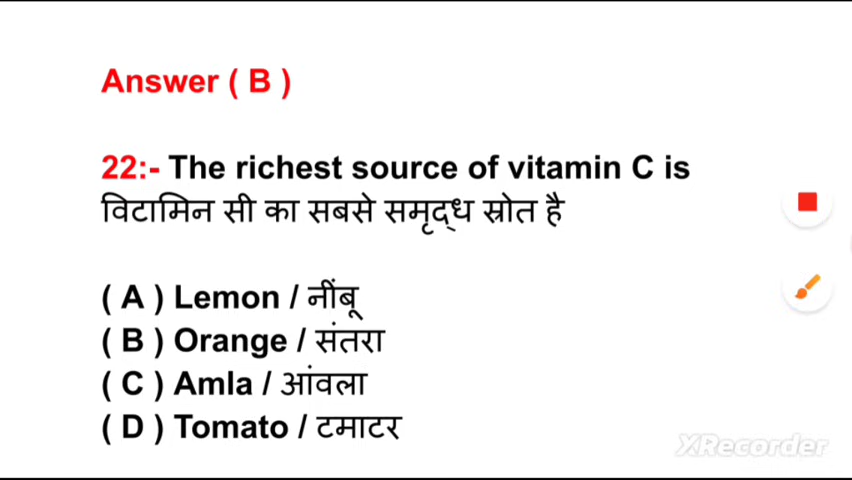 Answer ( B )
22:- The richest source of vitamin C is
विटामिन सी का सबसे समृद्ध स्रोत है
( A ) Lemon / नींबू
( B ) Orange / संतरा
( C ) Amla / आंवला
( D ) Tomato / टमाटर
XRecorder